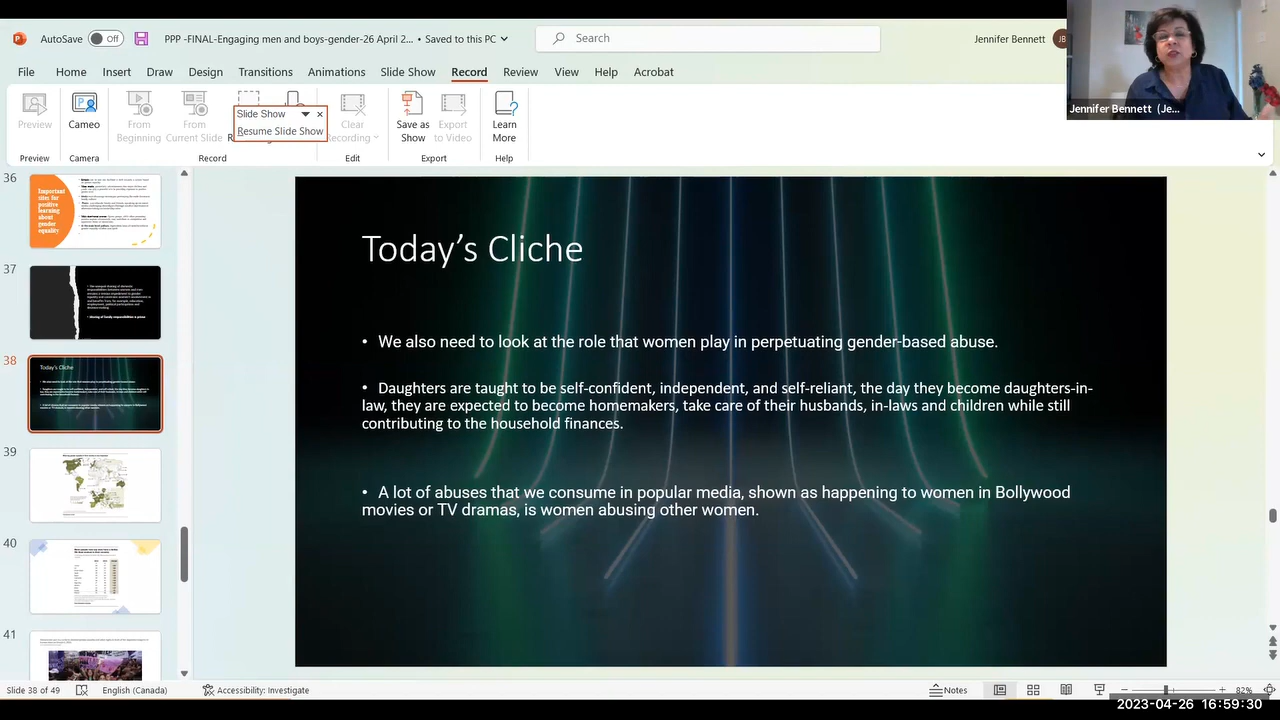 AutoSave Off PPP -FINAL-Engaging men and boys-gender-26 April 2... • Saved to this PC Search Jennifer Bennett JB
File Home Insert Draw Design Transitions Animations Slide Show Record Review View Help Acrobat
Preview Cameo From Beginning From Current Slide Clear Recording Save as Show Export to Video Learn More
Slide Show
Resume Slide Show
Preview Camera Record Edit Export Help
Jennifer Bennett (Je...
36
Important
sites for
positive
learning
about
gender
equality
37
38
Today's Cliche
39
40
41
Today's Cliche
• We also need to look at the role that women play in perpetuating gender-based abuse.
• Daughters are taught to be self-confident, independent, and self-reliant, the day they become daughters-in-
law, they are expected to become homemakers, take care of their husbands, in-laws and children while still
contributing to the household finances.
• A lot of abuses that we consume in popular media, shown as happening to women in Bollywood
movies or TV dramas, is women abusing other women.
Slide 38 of 49 English (Canada) Accessibility: Investigate Notes 82%
2023-04-26 16:59:30